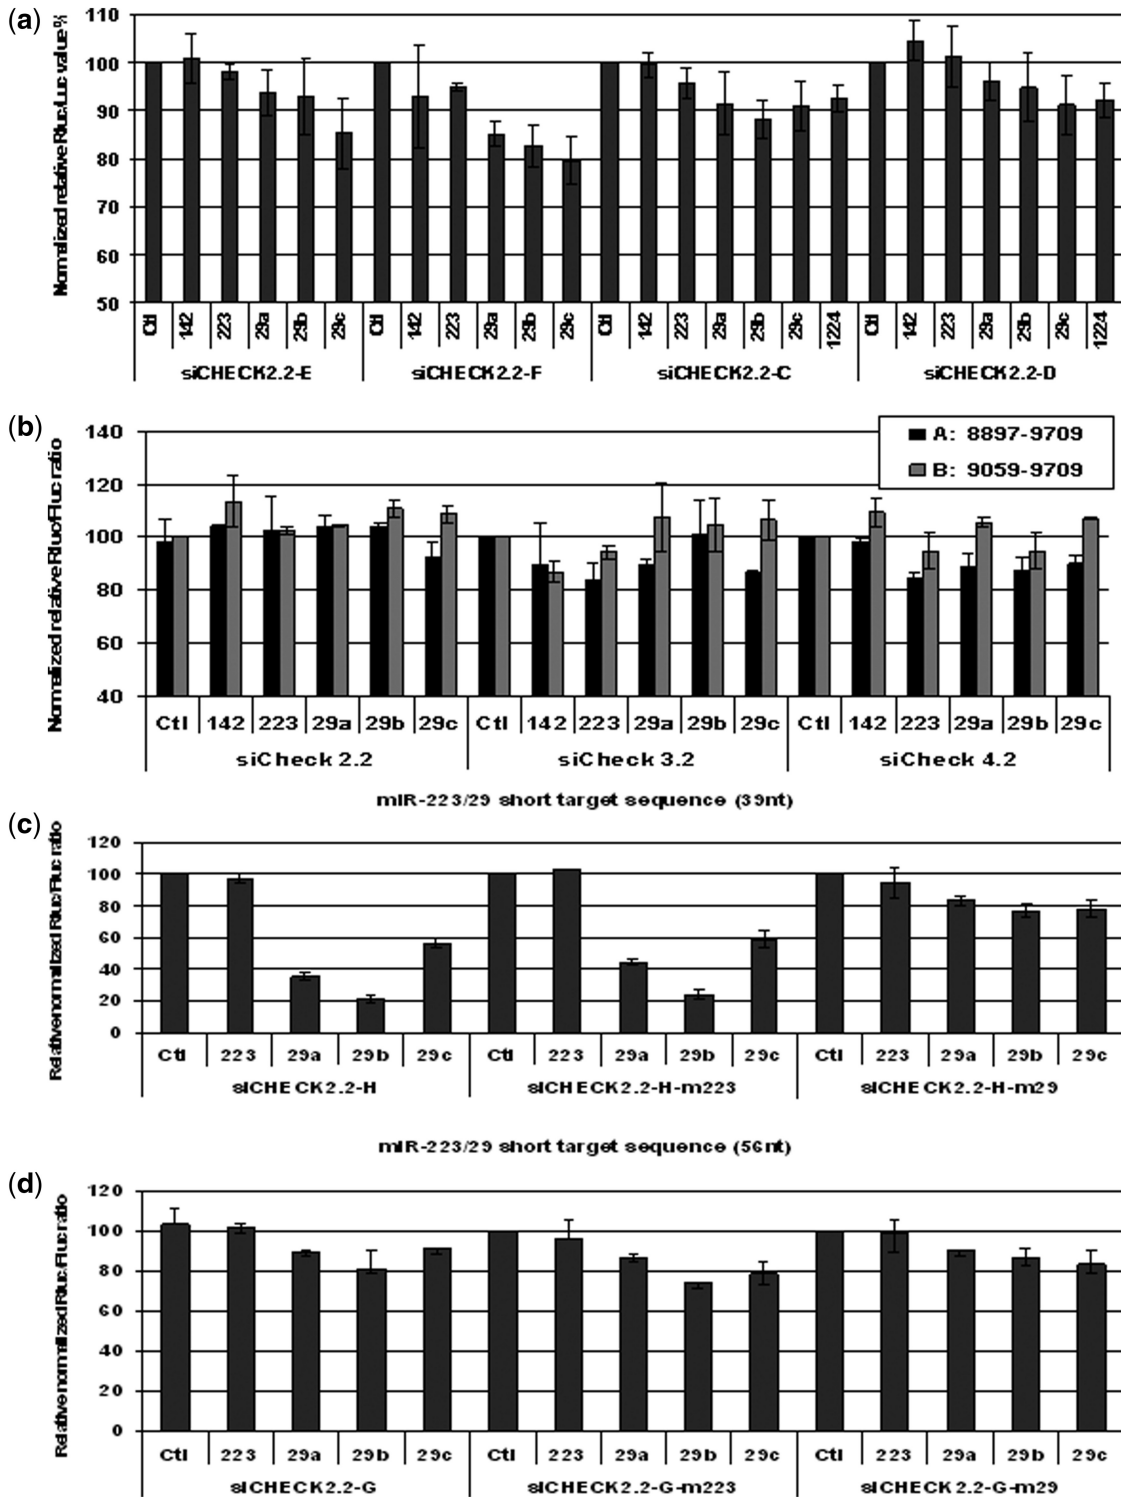 (a)
Normalized relative Rluc/Luc value %
110
100
90
80
70
60
50
Ctl 142 223 29a 29b 29c Ctl 142 223 29a 29b 29c Ctl 142 223 29a 29b 29c 1224 Ctl 142 223 29a 29b 29c 1224
siCHECK2.2-E siCHECK2.2-F siCHECK2.2-C siCHECK2.2-D
(b)
Normalized relative Rluc/Fluc ratio
140
120
100
80
60
40
A: 8897-9709
B: 9059-9709
Ctl 142 223 29a 29b 29c Ctl 142 223 29a 29b 29c Ctl 142 223 29a 29b 29c
siCheck 2.2 siCheck 3.2 siCheck 4.2
mIR-223/29 short target sequence (39nt)
(c)
Relative normalized Rluc/Fluc ratio
120
100
80
60
40
20
0
Ctl 223 29a 29b 29c Ctl 223 29a 29b 29c Ctl 223 29a 29b 29c
siCHECK2.2-H siCHECK2.2-H-m223 siCHECK2.2-H-m29
mIR-223/29 short target sequence (56nt)
(d)
Relative normalized Rluc/Fluc ratio
120
100
80
60
40
20
0
Ctl 223 29a 29b 29c Ctl 223 29a 29b 29c Ctl 223 29a 29b 29c
siCHECK2.2-G siCHECK2.2-G-m223 siCHECK2.2-G-m29